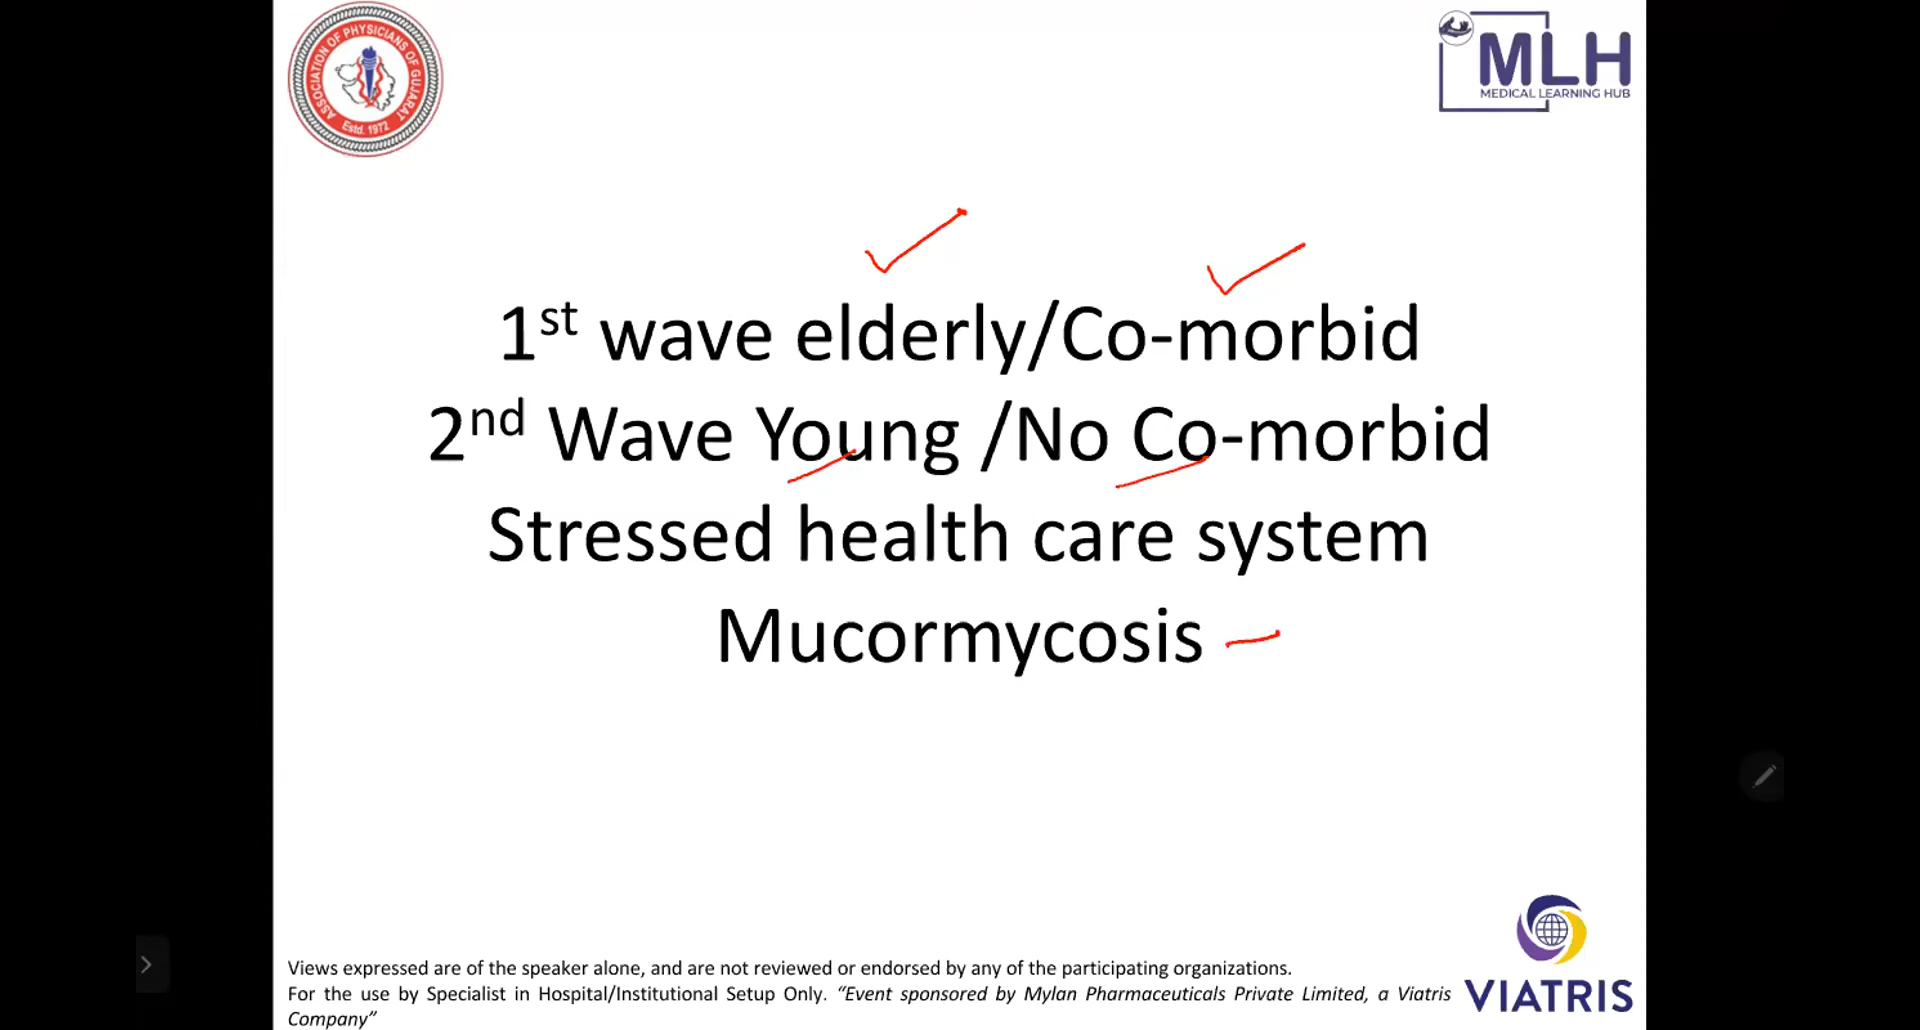 ASSOCIATION OF PHYSICIANS OF GUJARAT
Estd. 1972
MLH
MEDICAL LEARNING HUB
1st wave elderly/Co-morbid
2nd Wave Young /No Co-morbid
Stressed health care system
Mucormycosis
Views expressed are of the speaker alone, and are not reviewed or endorsed by any of the participating organizations.
For the use by Specialist in Hospital/Institutional Setup Only. “Event sponsored by Mylan Pharmaceuticals Private Limited, a Viatris
Company”
VIATRIS